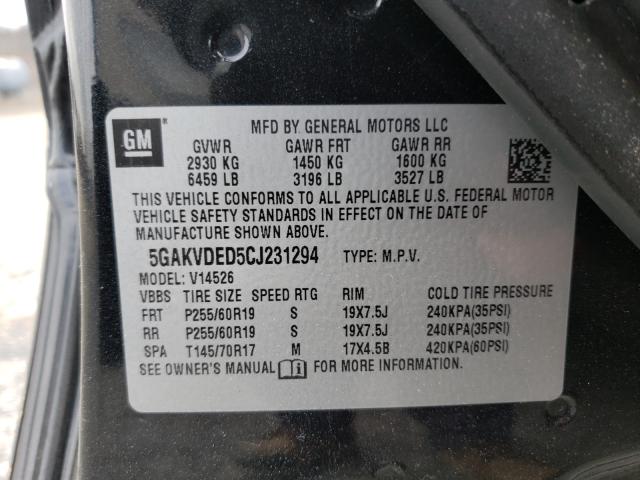 GM®
MFD BY GENERAL MOTORS LLC
GVWR GAWR FRT GAWR RR
2930 KG 1450 KG 1600 KG
6459 LB 3196 LB 3527 LB
THIS VEHICLE CONFORMS TO ALL APPLICABLE U.S. FEDERAL MOTOR
VEHICLE SAFETY STANDARDS IN EFFECT ON THE DATE OF
MANUFACTURE SHOWN ABOVE.
5GAKVDED5CJ231294 TYPE: M.P.V.
MODEL: V14526
VBBS TIRE SIZE SPEED RTG RIM COLD TIRE PRESSURE
FRT P255/60R19 S 19X7.5J 240KPA(35PSI)
RR P255/60R19 S 19X7.5J 240KPA(35PSI)
SPA T145/70R17 M 17X4.5B 420KPA(60PSI)
SEE OWNER'S MANUAL FOR MORE INFORMATION.